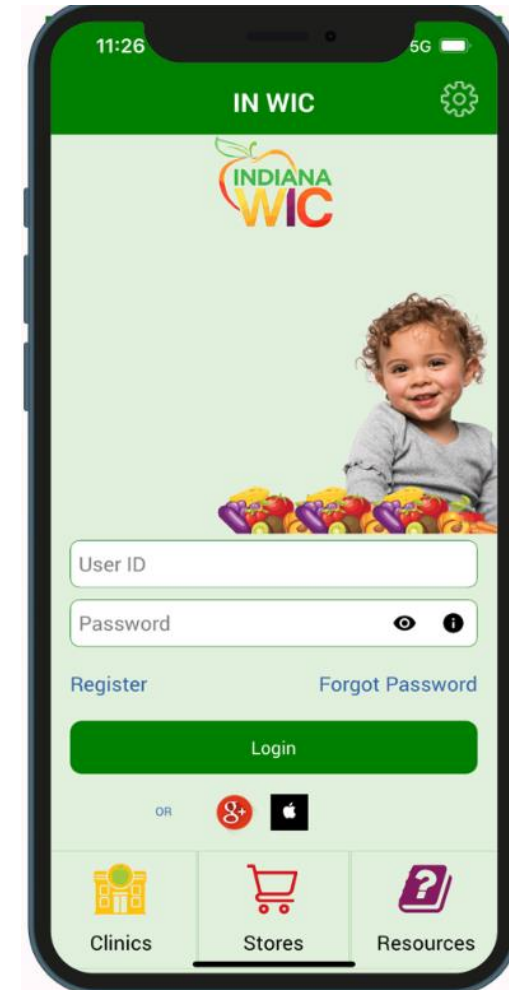 11:26
5G
IN WIC
INDIANA
WIC
User ID
Password
Register
Forgot Password
Login
OR
g+
Clinics
Stores
Resources
?